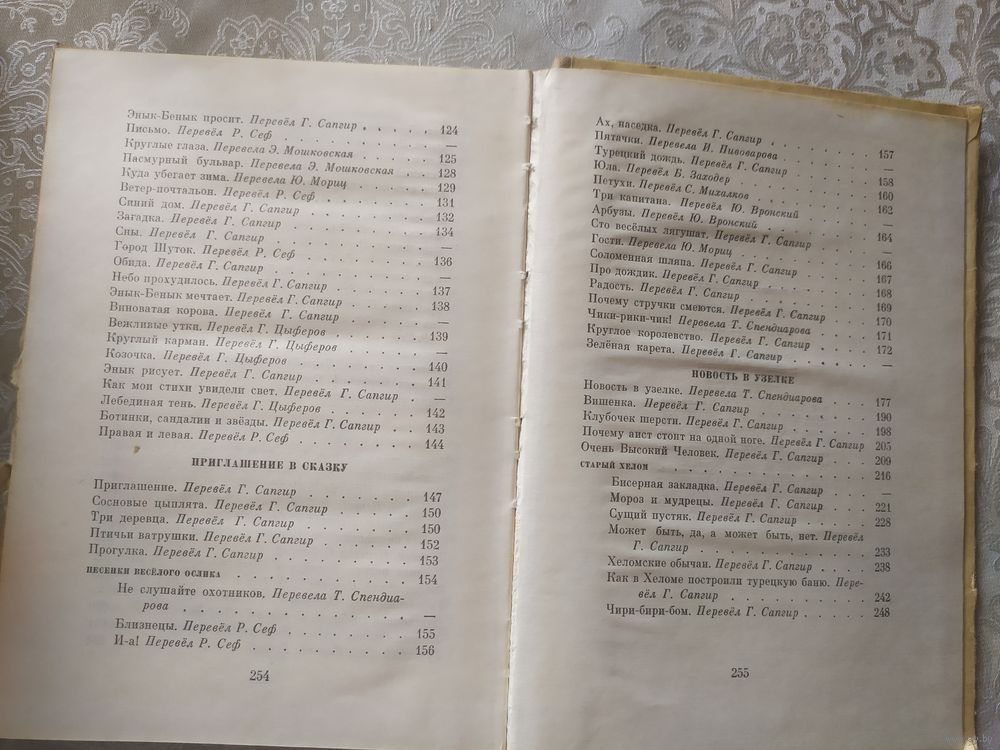 Энык-Бенык просит. Перевёл Г. Сапгир . . . . . 124
Письмо. Перевёл Р. Сеф . . . . . . . . . —
Круглые глаза. Перевела Э. Мошковская . . . . . 125
Пасмурный бульвар. Перевела Э. Мошковская . . . 128
Куда убегает зима. Перевела Ю. Мориц . . . . . 129
Ветер-почтальон. Перевёл Р. Сеф . . . . . . . 131
Синий дом. Перевёл Г. Сапгир . . . . . . . . 132
Загадка. Перевёл Г. Сапгир . . . . . . . . . 134
Сны. Перевёл Г. Сапгир . . . . . . . . . . —
Город Шуток. Перевёл Р. Сеф . . . . . . . . 136
Обида. Перевёл Г. Сапгир . . . . . . . . . —
Небо прохудилось. Перевёл Г. Сапгир . . . . . . 137
Энык-Бенык мечтает. Перевёл Г. Сапгир . . . . . 138
Виноватая корова. Перевёл Г. Сапгир . . . . . . —
Вежливые утки. Перевёл Г. Цыферов . . . . . . 139
Круглый карман. Перевёл Г. Цыферов . . . . . . —
Козочка. Перевёл Г. Цыферов . . . . . . . . 140
Энык рисует. Перевёл Г. Сапгир . . . . . . . 141
Как мои стихи увидели свет. Перевёл Г. Сапгир . . —
Лебединая тень. Перевёл Г. Цыферов . . . . . . 142
Ботинки, сандалии и звёзды. Перевёл Г. Сапгир . . 143
Правая и левая. Перевёл Р. Сеф . . . . . . . 144
ПРИГЛАШЕНИЕ В СКАЗКУ
Приглашение. Перевёл Г. Сапгир . . . . . . . 147
Сосновые цыплята. Перевёл Г. Сапгир . . . . . . 150
Три деревца. Перевёл Г. Сапгир . . . . . . . 150
Птичьи ватрушки. Перевёл Г. Сапгир . . . . . . 152
Прогулка. Перевёл Г. Сапгир . . . . . . . . 153
ПЕСЕНКИ ВЕСЁЛОГО ОСЛИКА . . . . . . . . 154
Не слушайте охотников. Перевела Т. Спендиа-
рова . . . . . . . . . . . . —
Близнецы. Перевёл Р. Сеф . . . . . . . 155
И-а! Перевёл Р. Сеф . . . . . . . . . 156
254
Ах, наседка. Перевёл Г. Сапгир . . . . . . . 157
Пятачки. Перевела И. Пивоварова . . . . . . . —
Турецкий дождь. Перевёл Г. Сапгир . . . . . . 158
Юла. Перевёл Б. Заходер . . . . . . . . . 160
Петухи. Перевёл С. Михалков . . . . . . . . 162
Три капитана. Перевёл Ю. Вронский . . . . . . —
Арбузы. Перевёл Ю. Вронский . . . . . . . . 164
Сто весёлых лягушат. Перевёл Г. Сапгир . . . . . —
Гости. Перевела Ю. Мориц . . . . . . . . . 166
Соломенная шляпа. Перевёл Г. Сапгир . . . . . . 167
Про дождик. Перевёл Г. Сапгир . . . . . . . . 168
Радость. Перевёл Г. Сапгир . . . . . . . . . 169
Почему стручки смеются. Перевёл Г. Сапгир . . . . 170
Чики-рики-чик! Перевела Т. Спендиарова . . . . . 171
Круглое королевство. Перевёл Г. Сапгир . . . . . 172
Зелёная карета. Перевёл Г. Сапгир . . . . . . . —
НОВОСТЬ В УЗЕЛКЕ
Новость в узелке. Перевела Т. Спендиарова . . . . 177
Вишенка. Перевёл Г. Сапгир . . . . . . . . . 190
Клубочек шерсти. Перевёл Г. Сапгир . . . . . . 198
Почему аист стоит на одной ноге. Перевёл Г. Сапгир 205
Очень Высокий Человек. Перевёл Г. Сапгир . . . . 209
СТАРЫЙ ХЕЛОМ . . . . . . . . . . . 216
Бисерная закладка. Перевёл Г. Сапгир . . . . —
Мороз и мудрецы. Перевёл Г. Сапгир . . . . 221
Сущий пустяк. Перевёл Г. Сапгир . . . . . 228
Может быть, да, а может быть, нет. Перевёл
Г. Сапгир . . . . . . . . . . 233
Хеломские обычаи. Перевёл Г. Сапгир . . . . 238
Как в Хеломе построили турецкую баню. Пере-
вёл Г. Сапгир . . . . . . . . . 242
Чири-бири-бом. Перевёл Г. Сапгир . . . . . 248
255